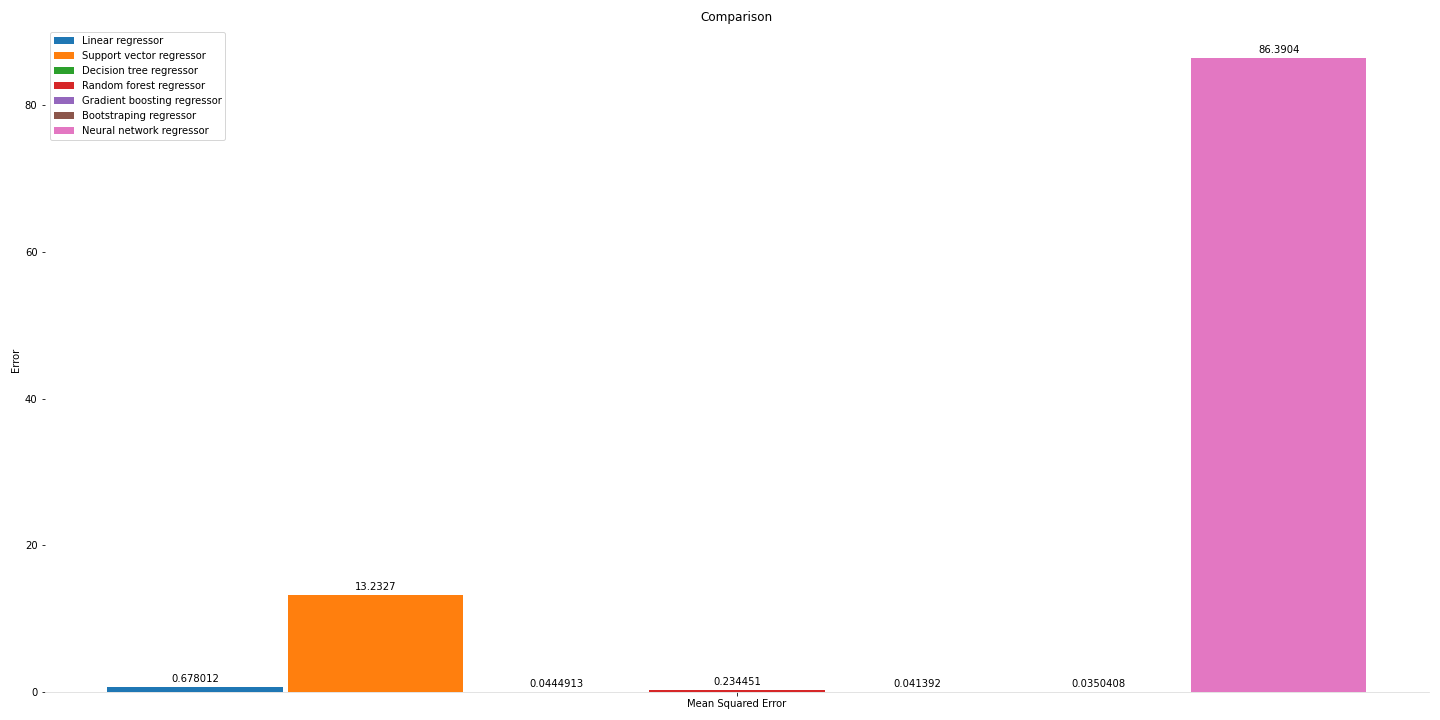 Comparison
Linear regressor
Support vector regressor
Decision tree regressor
Random forest regressor
Gradient boosting regressor
Bootstraping regressor
Neural network regressor
86.3904
80
60
Error
40
20
13.2327
0.678012
0.0444913
0.234451
0.041392
0.0350408
0
Mean Squared Error